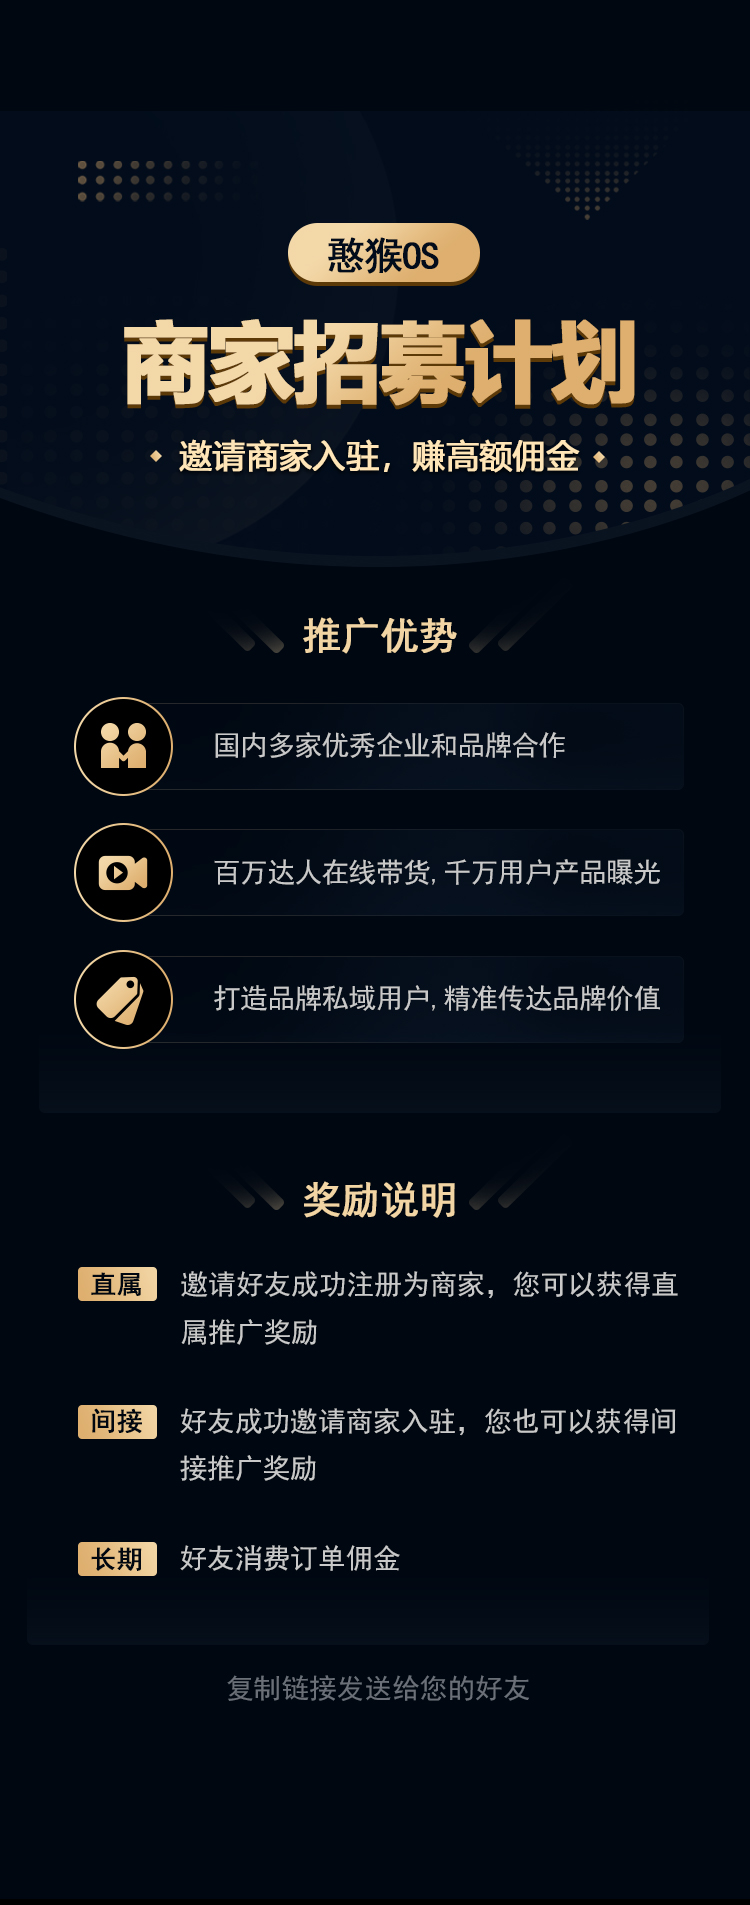 憨猴OS
商家招募计划
邀请商家入驻，赚高额佣金
推广优势
国内多家优秀企业和品牌合作
百万达人在线带货, 千万用户产品曝光
打造品牌私域用户, 精准传达品牌价值
奖励说明
直属
邀请好友成功注册为商家，您可以获得直
属推广奖励
间接
好友成功邀请商家入驻，您也可以获得间
接推广奖励
长期
好友消费订单佣金
复制链接发送给您的好友